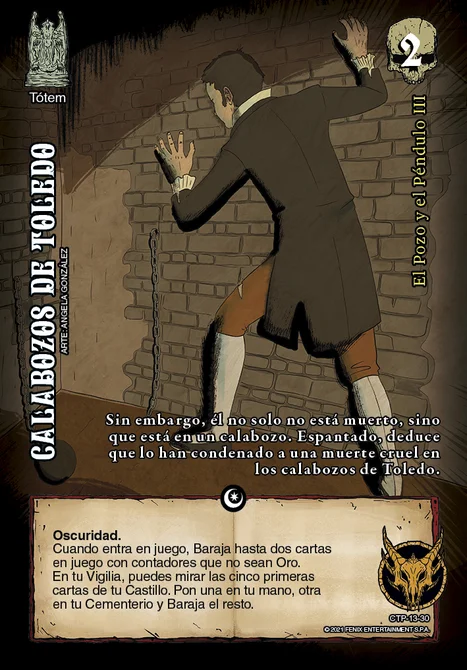 Tótem
2
CALABOZOS DE TOLEDO
ARTE: ANGELA GONZÁLEZ
El Pozo y el Péndulo III
Sin embargo, él no solo no está muerto, sino
que está en un calabozo. Espantado, deduce
que lo han condenado a una muerte cruel en
los calabozos de Toledo.
Oscuridad.
Cuando entra en juego, Baraja hasta dos cartas
en juego con contadores que no sean Oro.
En tu Vigilia, puedes mirar las cinco primeras
cartas de tu Castillo. Pon una en tu mano, otra
en tu Cementerio y Baraja el resto.
CTP-13-30
© 2021 FENIX ENTERTAINMENT S.P.A.